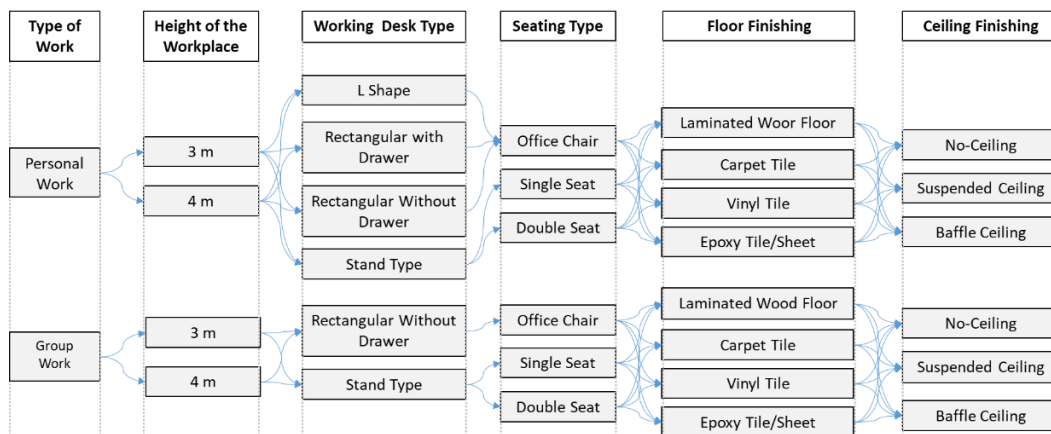 Type of
Work
Height of the
Workplace
Working Desk Type
Seating Type
Floor Finishing
Ceiling Finishing
Personal
Work
3 m
4 m
L Shape
Rectangular with
Drawer
Rectangular Without
Drawer
Stand Type
Office Chair
Single Seat
Double Seat
Laminated Woor Floor
Carpet Tile
Vinyl Tile
Epoxy Tile/Sheet
No-Ceiling
Suspended Ceiling
Baffle Ceiling
Group
Work
3 m
4 m
Rectangular Without
Drawer
Stand Type
Office Chair
Single Seat
Double Seat
Laminated Wood Floor
Carpet Tile
Vinyl Tile
Epoxy Tile/Sheet
No-Ceiling
Suspended Ceiling
Baffle Ceiling